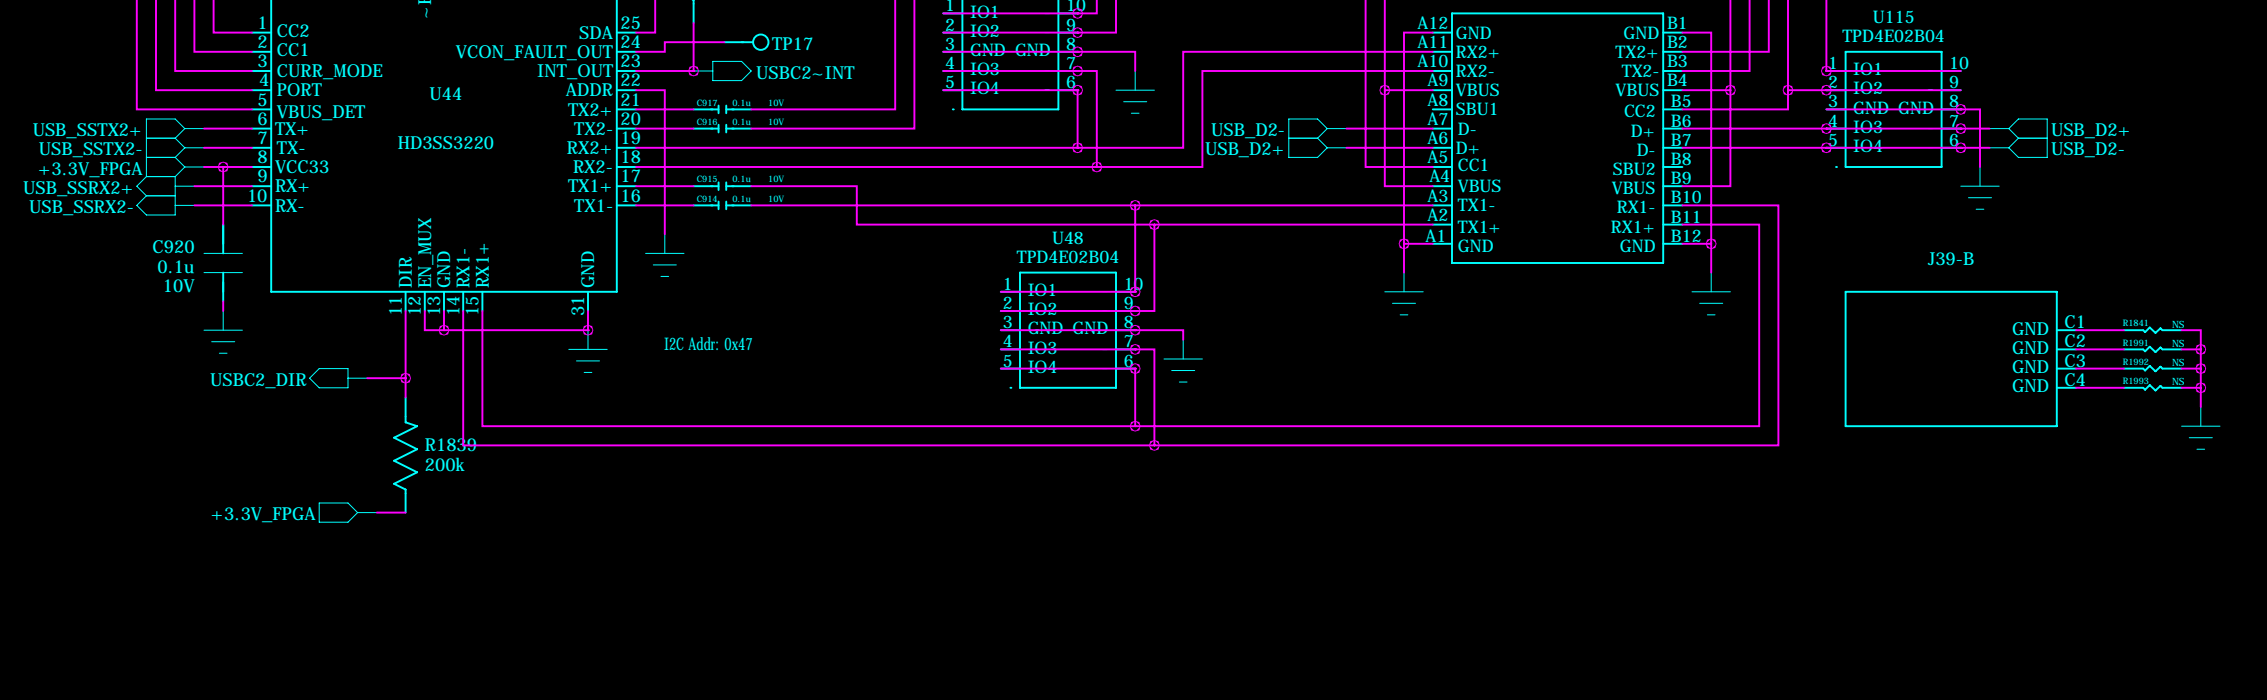 1 CC2
2 CC1
3 CURR_MODE
4 PORT
5 VBUS_DET
USB_SSTX2+ 6 TX+
USB_SSTX2- 7 TX-
+3.3V_FPGA 8 VCC33
USB_SSRX2+ 9 RX+
USB_SSRX2- 10 RX-
U44
HD3SS3220
SDA 25
VCON_FAULT_OUT 24 TP17
INT_OUT 23 USBC2~INT
ADDR 22
TX2+ 21 C917 0.1u 10V
TX2- 20 C916 0.1u 10V
RX2+ 19
RX2- 18
TX1+ 17 C915 0.1u 10V
TX1- 16 C914 0.1u 10V
DIR 11
EN_MUX 12
GND 13
RX1- 14
RX1+ 15
GND 31
C920
0.1u
10V
I2C Addr: 0x47
USBC2_DIR
R1839
200k
+3.3V_FPGA
1 IO1 10
2 IO2 9
3 GND GND 8
4 IO3 7
5 IO4 6
U48
TPD4E02B04
1 IO1 10
2 IO2 9
3 GND GND 8
4 IO3 7
5 IO4 6
USB_D2-
USB_D2+
A12 GND
A11 RX2+
A10 RX2-
A9 VBUS
A8 SBU1
A7 D-
A6 D+
A5 CC1
A4 VBUS
A3 TX1-
A2 TX1+
A1 GND
GND B1
TX2+ B2
TX2- B3
VBUS B4
CC2 B5
D+ B6
D- B7
SBU2 B8
VBUS B9
RX1- B10
RX1+ B11
GND B12
U115
TPD4E02B04
1 IO1 10
2 IO2 9
3 GND GND 8
4 IO3 7 USB_D2+
5 IO4 6 USB_D2-
J39-B
GND C1 R1841 NS
GND C2 R1991 NS
GND C3 R1992 NS
GND C4 R1993 NS